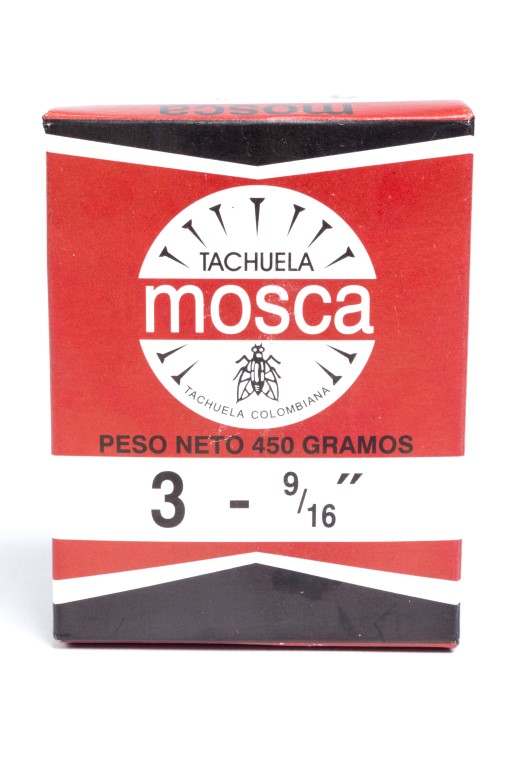 mosca
TACHUELA
mosca
TACHUELA COLOMBIANA
PESO NETO 450 GRAMOS
3 - 9/16″